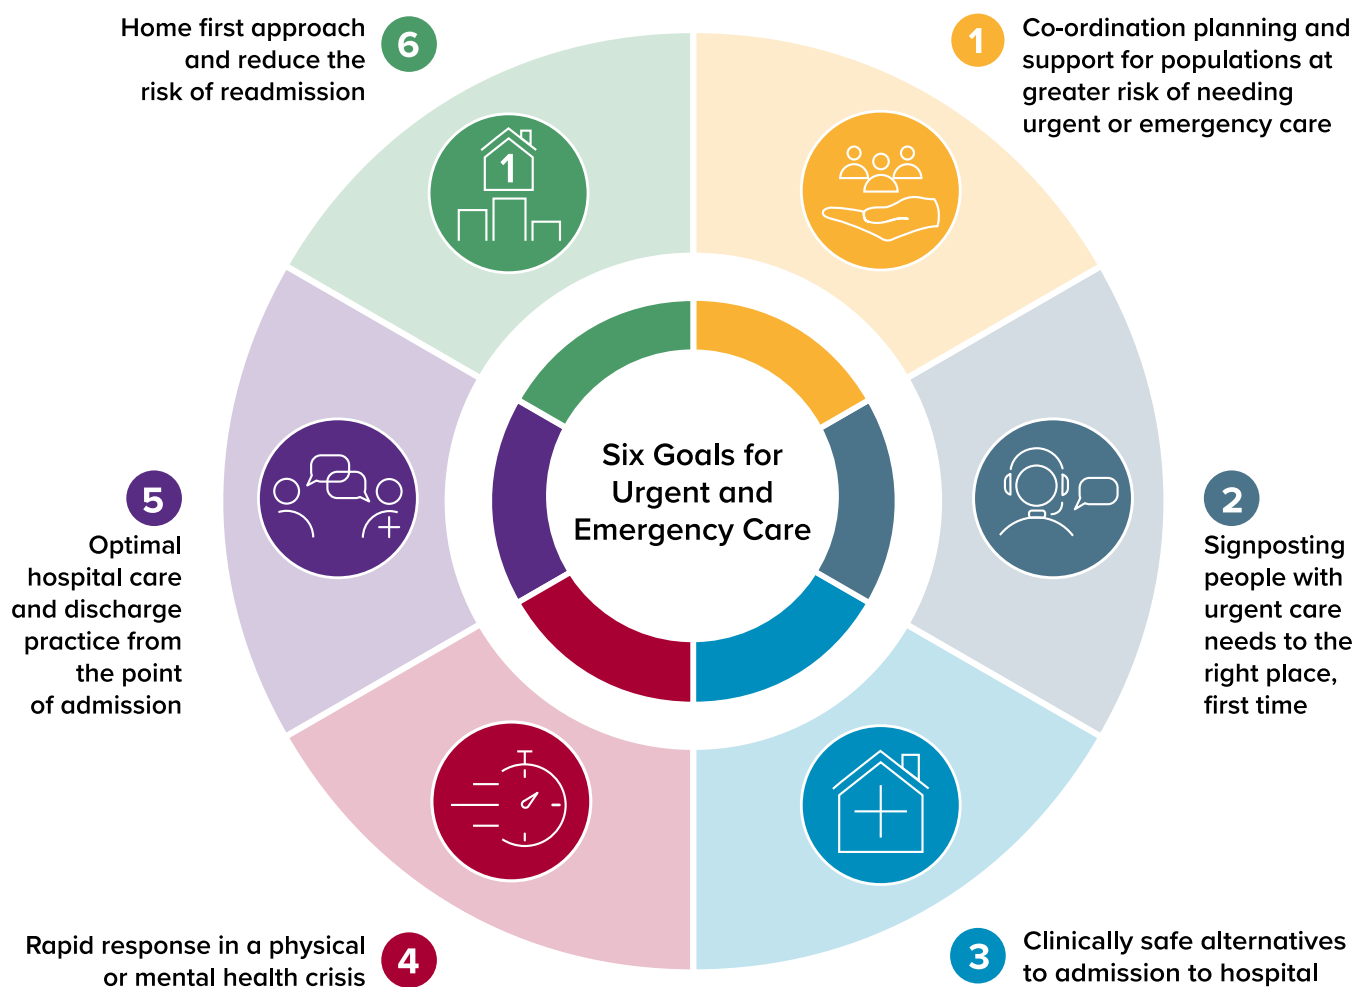 Six Goals for
Urgent and
Emergency Care
1
Co-ordination planning and
support for populations at
greater risk of needing
urgent or emergency care
2
Signposting
people with
urgent care
needs to the
right place,
first time
3
Clinically safe alternatives
to admission to hospital
4
Rapid response in a physical
or mental health crisis
5
Optimal
hospital care
and discharge
practice from
the point
of admission
6
Home first approach
and reduce the
risk of readmission
1